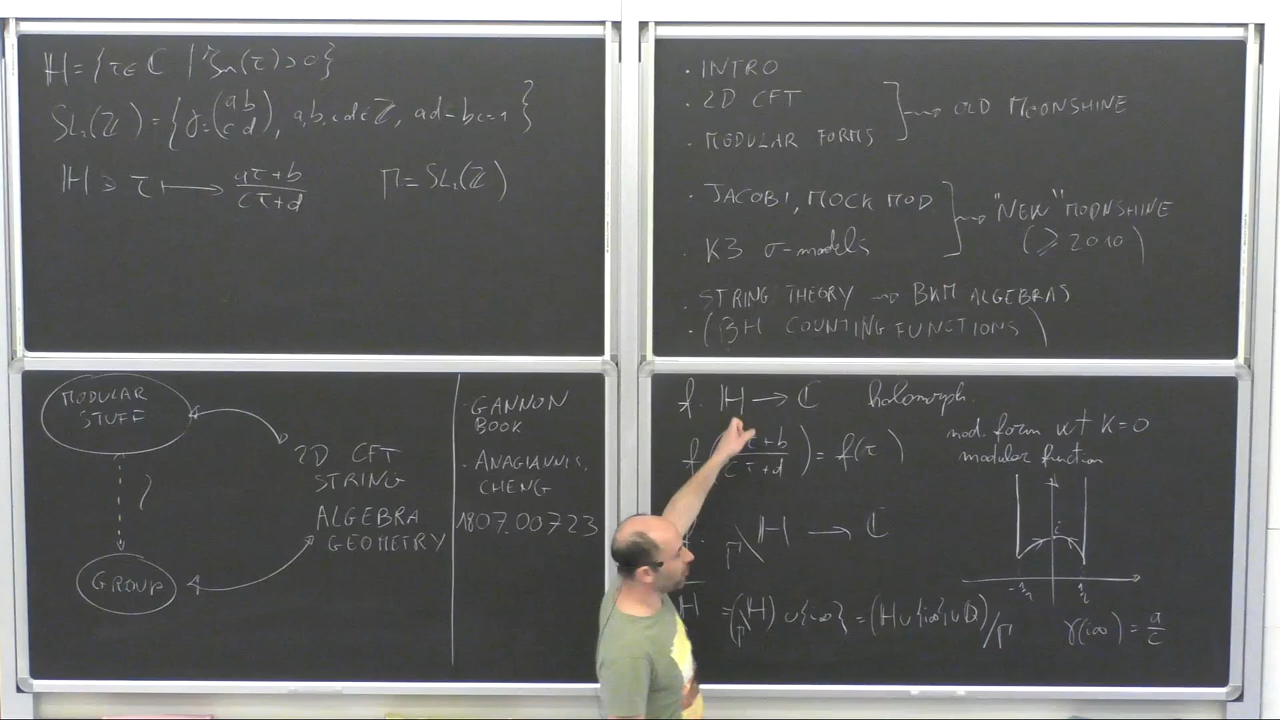 ℍ = {τ ∈ ℂ | Im(τ) > 0}
SL₂(ℤ) = {γ = (a b c d), a, b, c, d ∈ ℤ, ad − bc = 1}
ℍ ∋ τ ⟼ aτ+b / cτ+d    Γ = SL₂(ℤ)
· INTRO
· 2D CFT
· MODULAR FORMS
⇝ OLD MOONSHINE
· JACOBI, MOCK MOD
· K3 σ-models
⇝ "NEW" MOONSHINE
(⩾ 2010)
· STRING THEORY ⇝ BKM ALGEBRAS
· (BH COUNTING FUNCTIONS)
MODULAR
STUFF
GROUP
2D CFT
STRING
ALGEBRA
GEOMETRY
· GANNON
BOOK
· ANAGIANNIS,
CHENG
1807.00723
f: ℍ → ℂ holomorph.
f( +b / cτ+d ) = f(τ)
mod. form wt K=0
modular function
Γ\ℍ → ℂ
i
-½ ½
= (Γ\ℍ) ∪ {i∞} = (ℍ ∪ {i∞} ∪ ℚ)/Γ
γ(i∞) = a/c